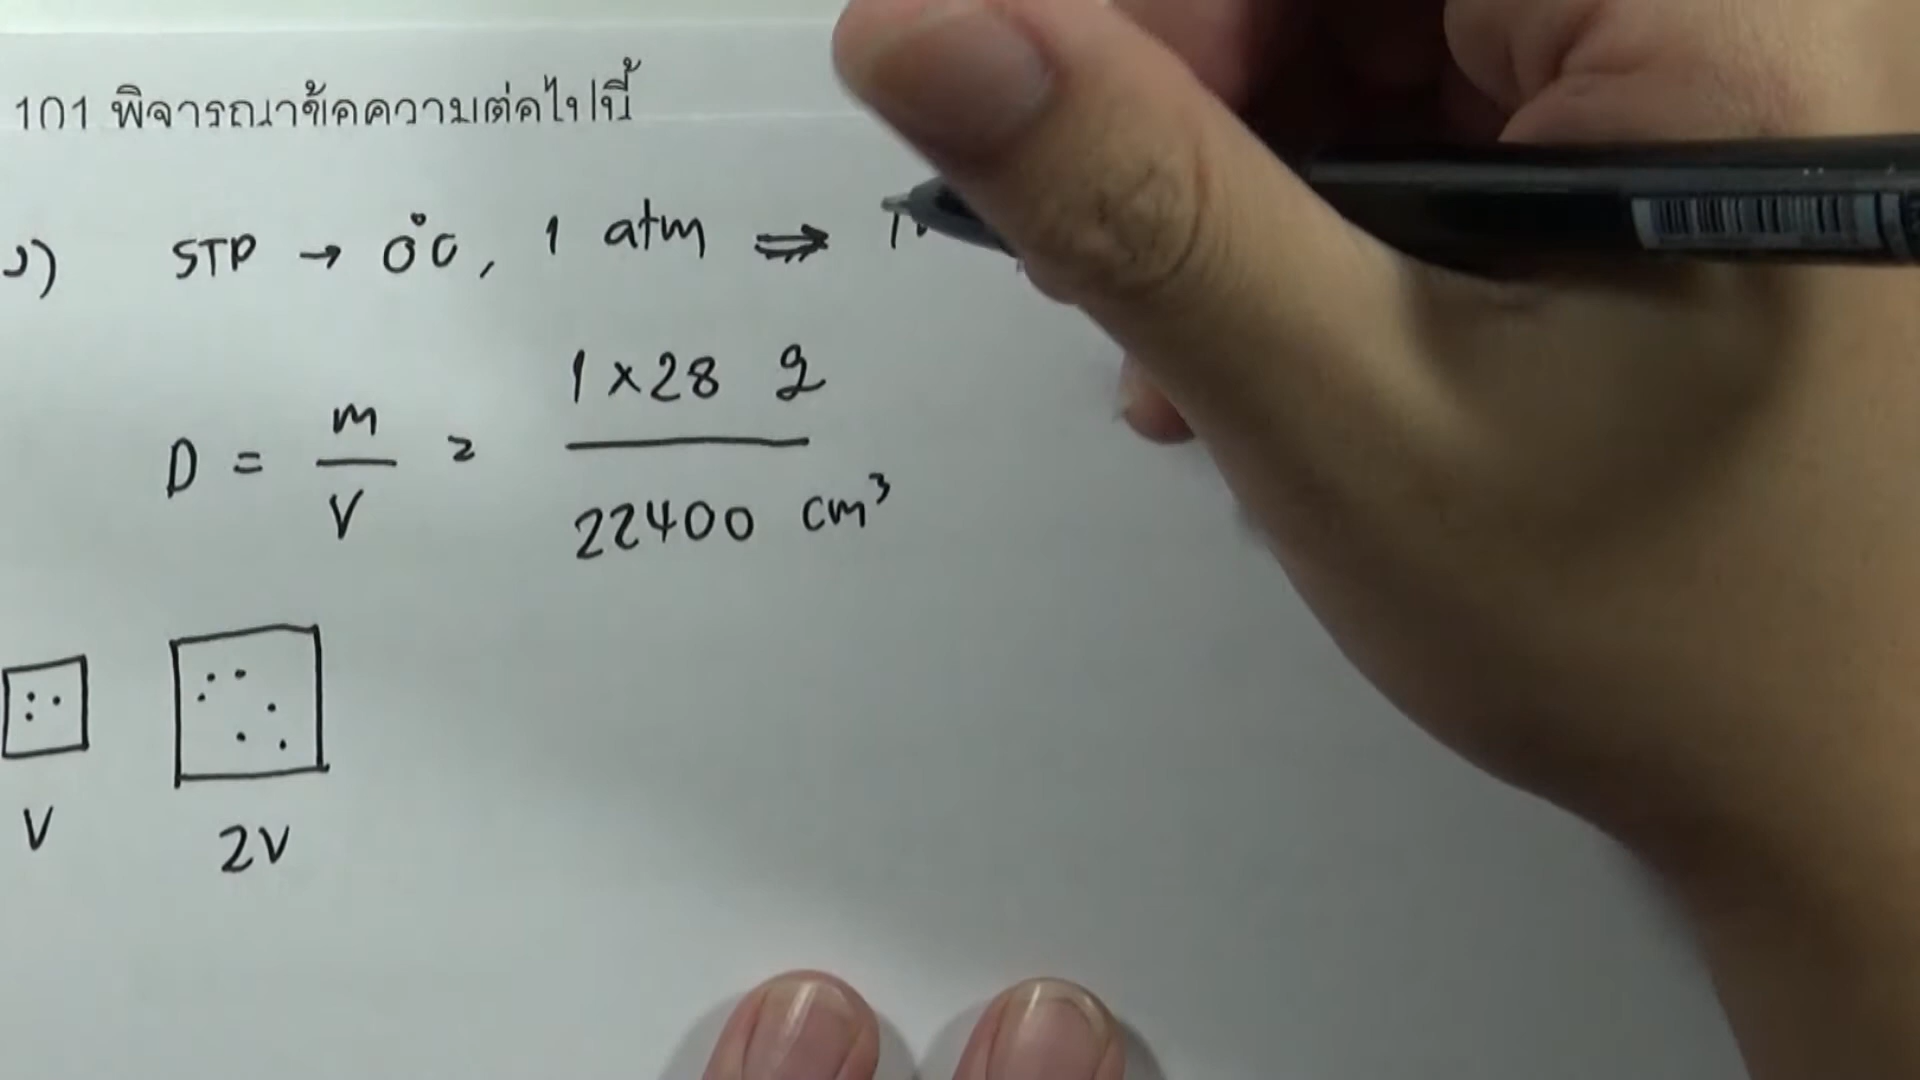 101 พิจารณาข้อความต่อไปนี้
STP → 0°C, 1 atm ⇒
D = m/V = 1 × 28 g / 22400 cm³
V
2V